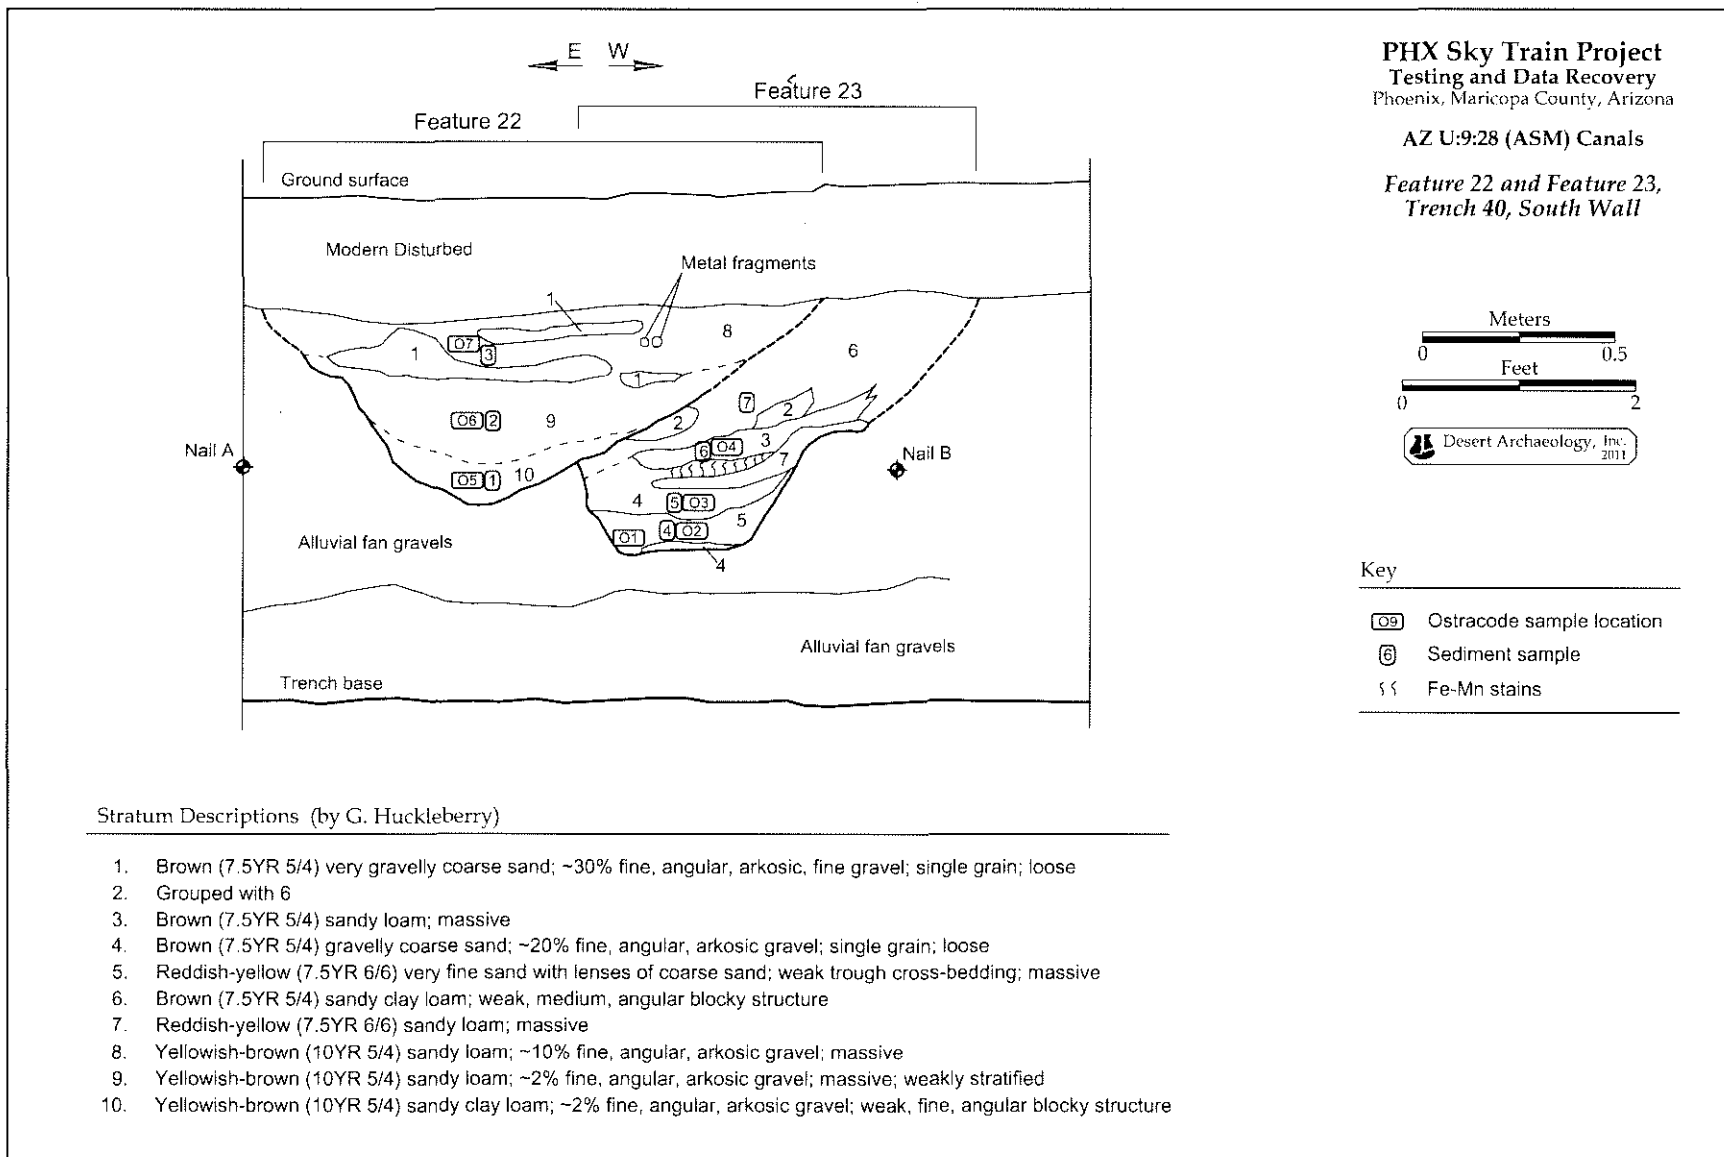 E W
Feature 23
Feature 22
Ground surface
Modern Disturbed
Metal fragments
1
8
O7
3
1
6
1
7
2
2
O6
2
9
3
6
O4
Nail A
7
Nail B
O5
1
10
4
5
O3
5
4
O2
O1
Alluvial fan gravels
4
Alluvial fan gravels
Trench base
PHX Sky Train Project
Testing and Data Recovery
Phoenix, Maricopa County, Arizona
AZ U:9:28 (ASM) Canals
Feature 22 and Feature 23,
Trench 40, South Wall
Meters
0 0.5
Feet
0 2
Desert Archaeology, Inc.
2011
Key
O9 Ostracode sample location
6 Sediment sample
Fe-Mn stains
Stratum Descriptions (by G. Huckleberry)
1. Brown (7.5YR 5/4) very gravelly coarse sand; ~30% fine, angular, arkosic, fine gravel; single grain; loose
2. Grouped with 6
3. Brown (7.5YR 5/4) sandy loam; massive
4. Brown (7.5YR 5/4) gravelly coarse sand; ~20% fine, angular, arkosic gravel; single grain; loose
5. Reddish-yellow (7.5YR 6/6) very fine sand with lenses of coarse sand; weak trough cross-bedding; massive
6. Brown (7.5YR 5/4) sandy clay loam; weak, medium, angular blocky structure
7. Reddish-yellow (7.5YR 6/6) sandy loam; massive
8. Yellowish-brown (10YR 5/4) sandy loam; ~10% fine, angular, arkosic gravel; massive
9. Yellowish-brown (10YR 5/4) sandy loam; ~2% fine, angular, arkosic gravel; massive; weakly stratified
10. Yellowish-brown (10YR 5/4) sandy clay loam; ~2% fine, angular, arkosic gravel; weak, fine, angular blocky structure